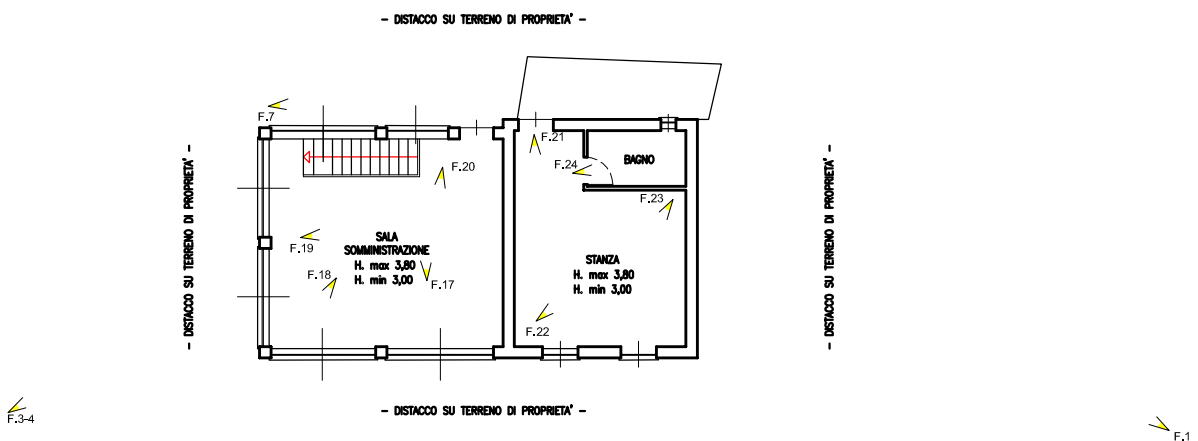 - DISTACCO SU TERRENO DI PROPRIETA' -
F.7
F.21
BAGNO
F.24
F.20
F.23
- DISTACCO SU TERRENO DI PROPRIETA' -
- DISTACCO SU TERRENO DI PROPRIETA' -
F.19
SALA
SOMMINISTRAZIONE
H. max 3,80
H. min 3,00
STANZA
H. max 3,80
H. min 3,00
F.18
F.17
F.22
- DISTACCO SU TERRENO DI PROPRIETA' -
F.3-4
F.1